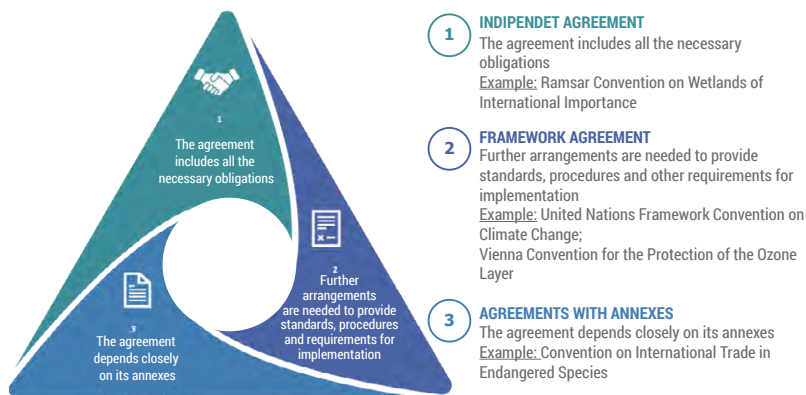 1
The agreement
includes all the
necessary obligations
2
Further
arrangements
are needed to provide
standards, procedures
and requirements for
implementation
3
The agreement
depends closely
on its annexes
1
INDIPENDET AGREEMENT
The agreement includes all the necessary
obligations
Example: Ramsar Convention on Wetlands of
International Importance
2
FRAMEWORK AGREEMENT
Further arrangements are needed to provide
standards, procedures and other requirements for
implementation
Example: United Nations Framework Convention on
Climate Change;
Vienna Convention for the Protection of the Ozone
Layer
3
AGREEMENTS WITH ANNEXES
The agreement depends closely on its annexes
Example: Convention on International Trade in
Endangered Species